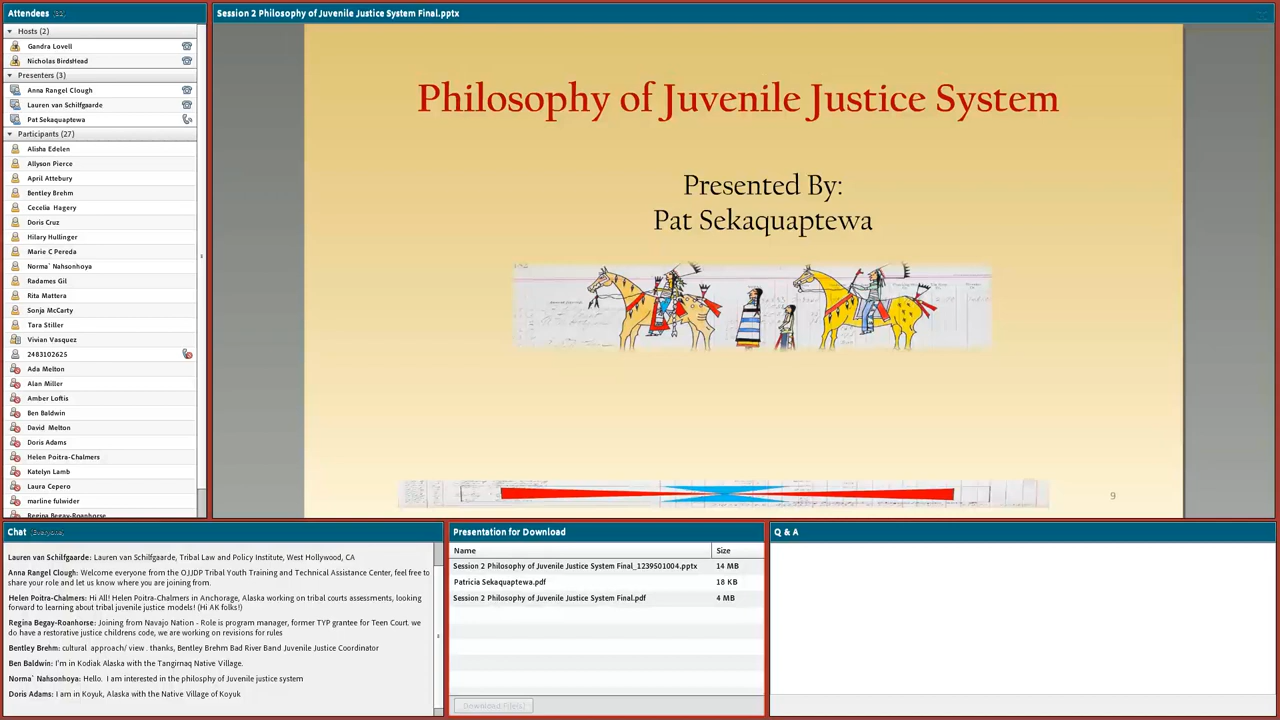 Attendees (32)
Hosts (2)
Gandra Lovell
Nicholas BirdsHead
Presenters (3)
Anna Rangel Clough
Lauren van Schilfgaarde
Pat Sekaquaptewa
Participants (27)
Alisha Edelen
Allyson Pierce
April Attebury
Bentley Brehm
Cecelia Hagery
Doris Cruz
Hilary Hullinger
Marie C Pereda
Norma` Nahsonhoya
Radames Gil
Rita Mattera
Sonja McCarty
Tara Stiller
Vivian Vasquez
2483102625
Ada Melton
Alan Miller
Amber Loftis
Ben Baldwin
David Melton
Doris Adams
Helen Poitra-Chalmers
Katelyn Lamb
Laura Cepero
marline fulwider
Regina Begay-Roanhorse
Session 2 Philosophy of Juvenile Justice System Final.pptx
Philosophy of Juvenile Justice System
Presented By:
Pat Sekaquaptewa
9
Chat (Everyone)
Lauren van Schilfgaarde: Lauren van Schilfgaarde, Tribal Law and Policy Institute, West Hollywood, CA
Anna Rangel Clough: Welcome everyone from the OJJDP Tribal Youth Training and Technical Assistance Center, feel free to
share your role and let us know where you are joining from.
Helen Poitra-Chalmers: Hi All! Helen Poitra-Chalmers in Anchorage, Alaska working on tribal courts assessments, looking
forward to learning about tribal juvenile justice models! (Hi AK folks!)
Regina Begay-Roanhorse: Joining from Navajo Nation - Role is program manager, former TYP grantee for Teen Court. we
do have a restorative justice childrens code, we are working on revisions for rules
Bentley Brehm: cultural approach/ view . thanks, Bentley Brehm Bad River Band Juvenile Justice Coordinator
Ben Baldwin: I'm in Kodiak Alaska with the Tangirnaq Native Village.
Norma` Nahsonhoya: Hello. I am interested in the philosphy of Juvenile justice system
Doris Adams: I am in Koyuk, Alaska with the Native Village of Koyuk
Presentation for Download
Name Size
Session 2 Philosophy of Juvenile Justice System Final_1239501004.pptx 14 MB
Patricia Sekaquaptewa.pdf 18 KB
Session 2 Philosophy of Juvenile Justice System Final.pdf 4 MB
Download File(s)
Q & A